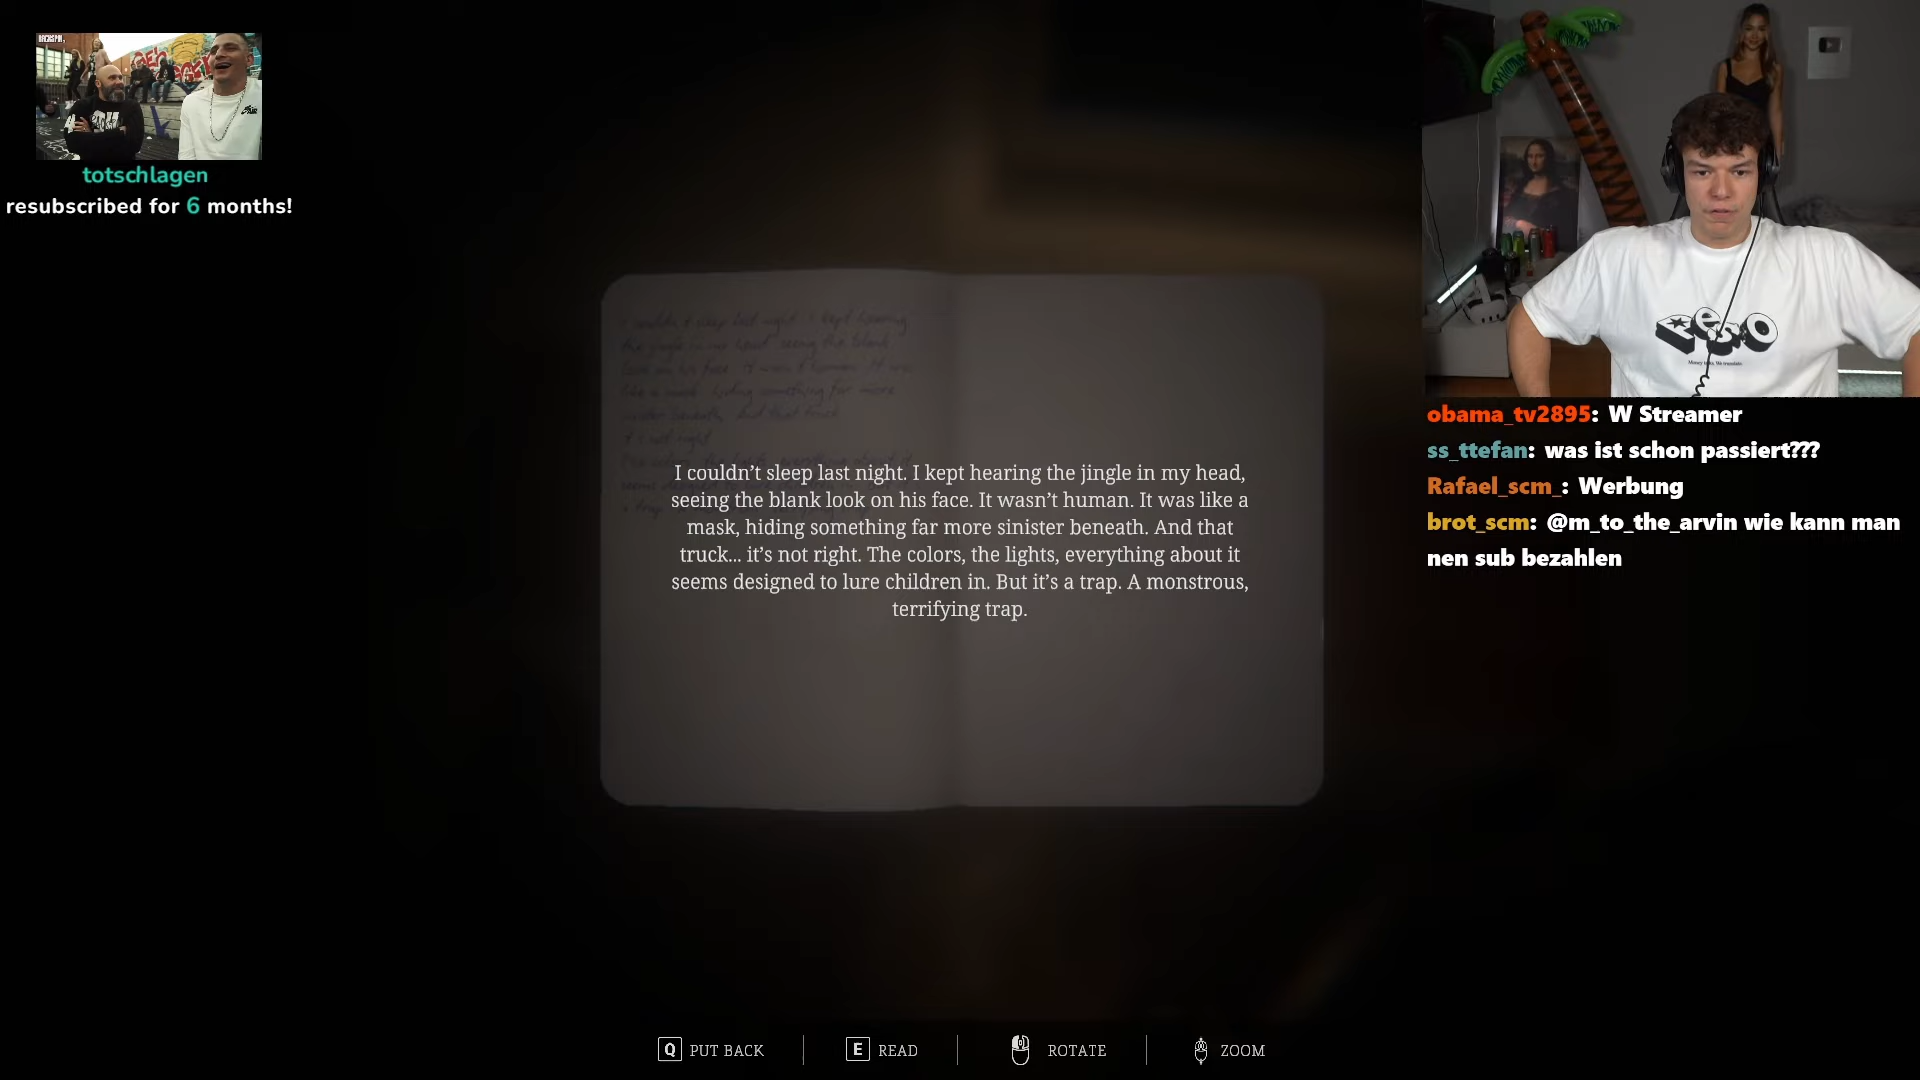 BACKSPIN
totschlagen
resubscribed for 6 months!
I couldn’t sleep last night. I kept hearing the jingle in my head,
seeing the blank look on his face. It wasn’t human. It was like a
mask, hiding something far more sinister beneath. And that
truck... it’s not right. The colors, the lights, everything about it
seems designed to lure children in. But it’s a trap. A monstrous,
terrifying trap.
PESO
obama_tv2895: W Streamer
ss_ttefan: was ist schon passiert???
Rafael_scm_: Werbung
brot_scm: @m_to_the_arvin wie kann man
nen sub bezahlen
Q PUT BACK
E READ
ROTATE
ZOOM